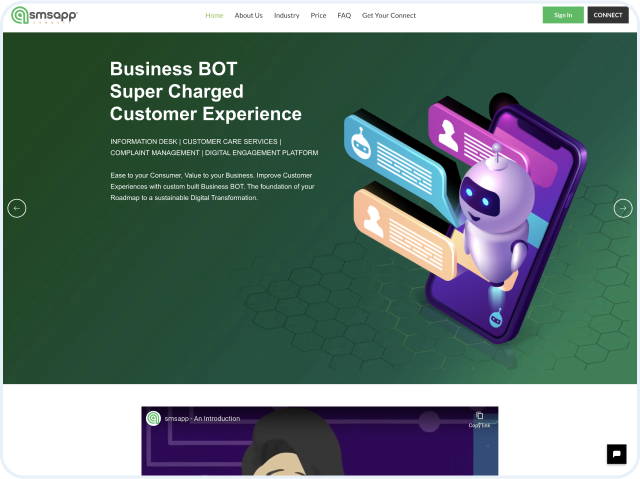 smsapp
Home About Us Industry Price FAQ Get Your Connect
Sign In CONNECT
Business BOT
Super Charged
Customer Experience
INFORMATION DESK | CUSTOMER CARE SERVICES |
COMPLAINT MANAGEMENT | DIGITAL ENGAGEMENT PLATFORM
Ease to your Consumer, Value to your Business. Improve Customer
Experiences with custom built Business BOT. The foundation of your
Roadmap to a sustainable Digital Transformation.
smsapp - An Introduction
Copy link